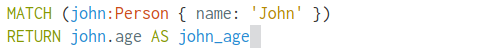 MATCH (john:Person { name: 'John' })
RETURN john.age AS john_age